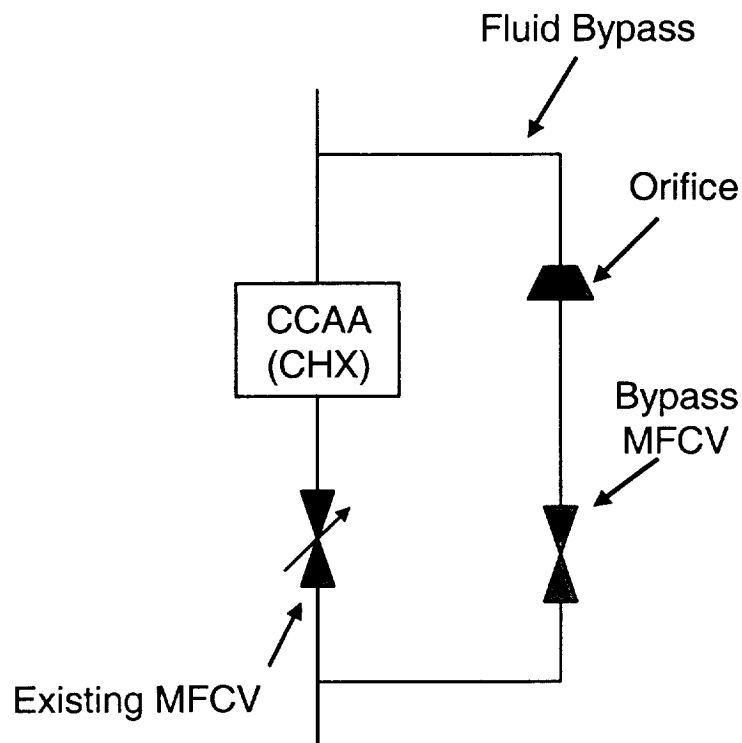 Fluid Bypass
Orifice
CCAA
(CHX)
Bypass
MFCV
Existing MFCV